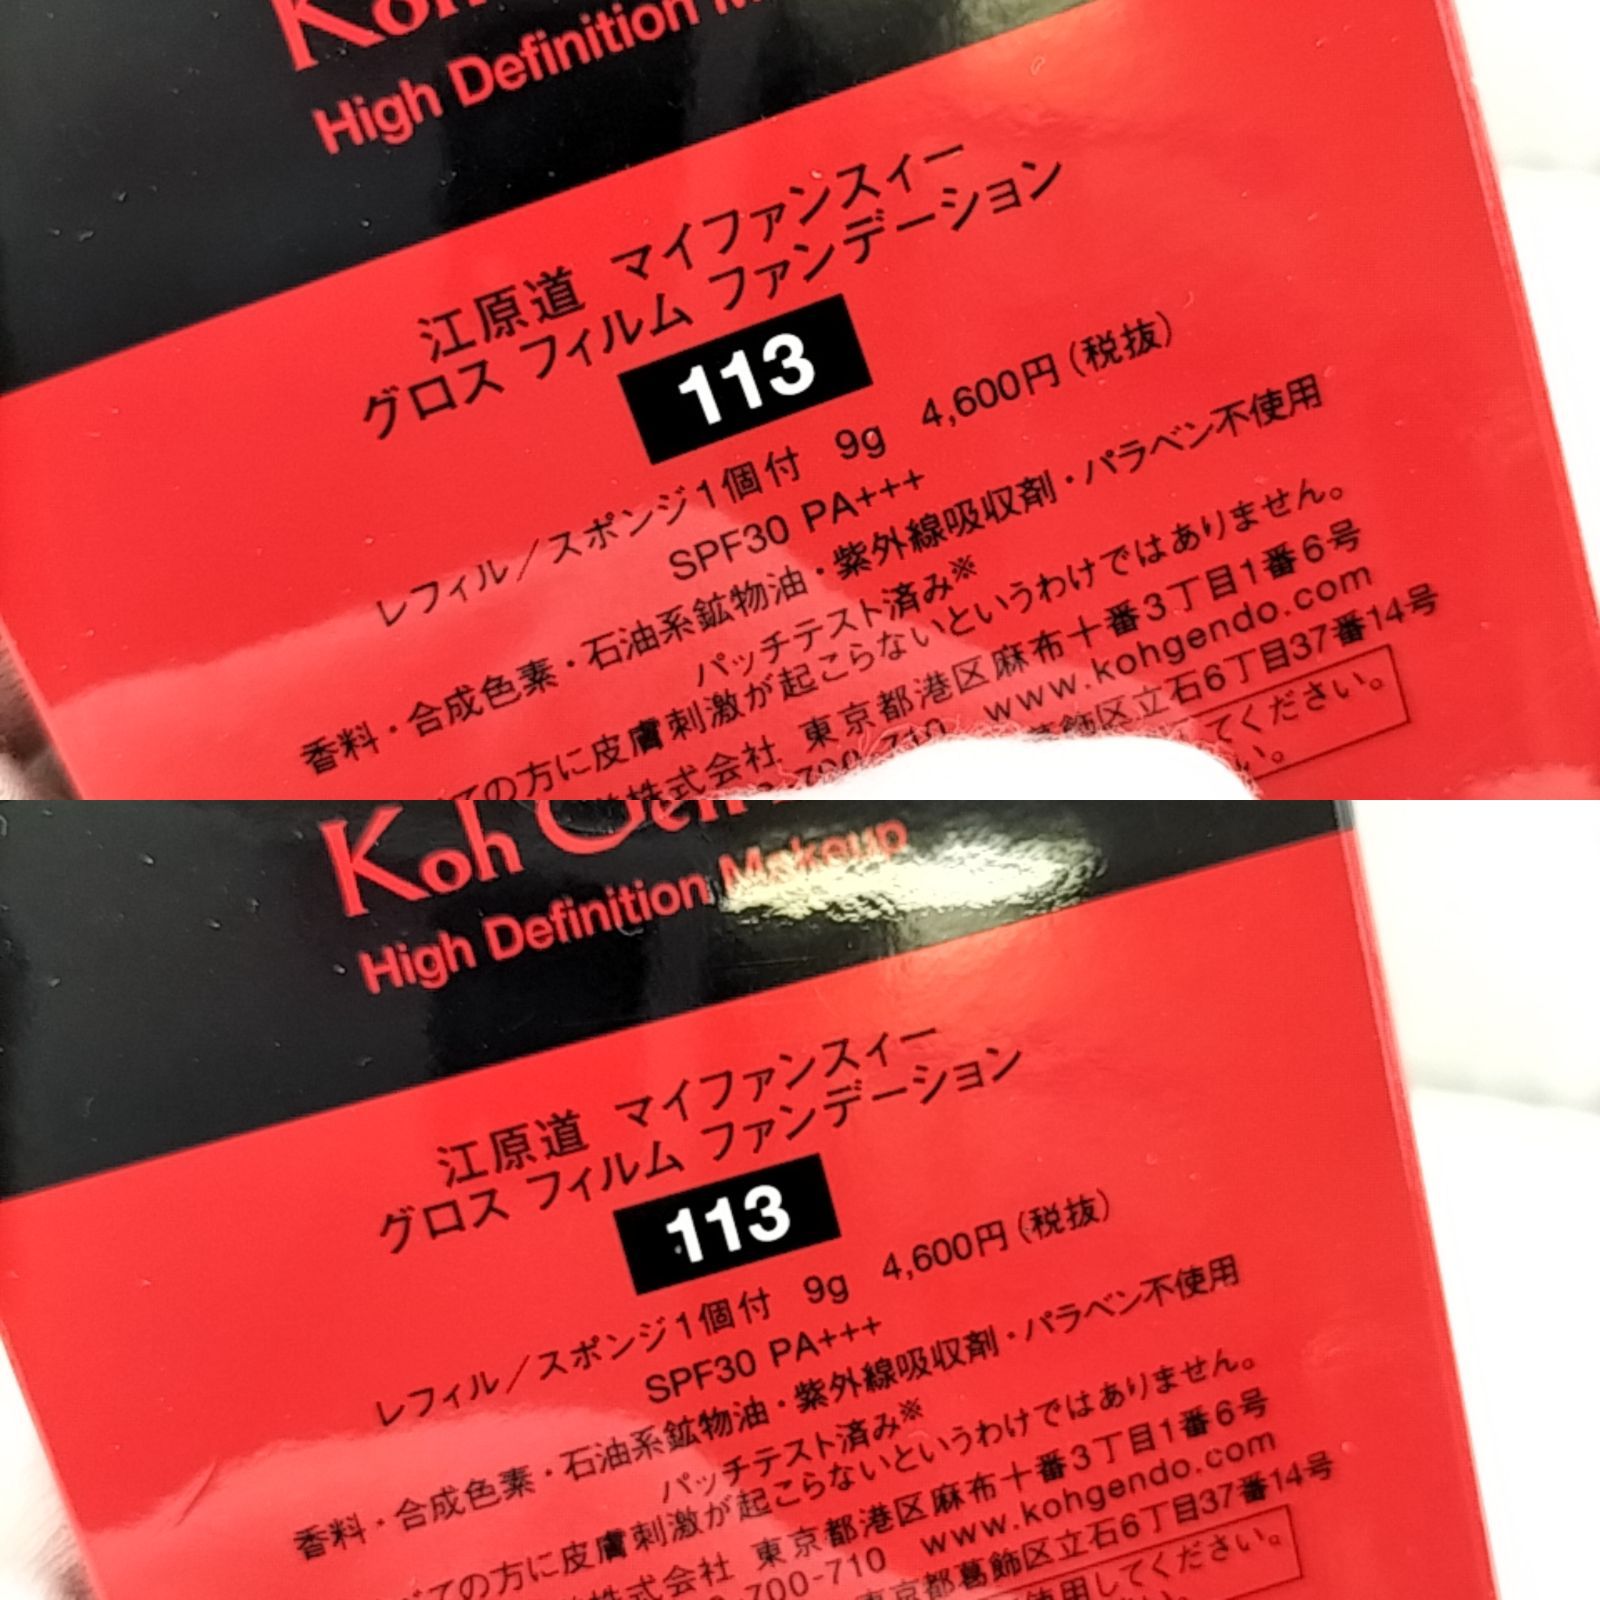 Koh
High Definition
江原道 マイファンスィー
グロス フィルム ファンデーション
113
レフィル／スポンジ1個付 9g 4,600円（税抜）
SPF30 PA+++
香料・合成色素・石油系鉱物油・紫外線吸収剤・パラベン不使用
パッチテスト済み※
ての方に皮膚刺激が起こらないというわけではありません。
株式会社 東京都港区麻布十番3丁目1番6号
-700-710 www.kohgendo.com
葛飾区立石6丁目37番14号
てください。
い。
Koh Gen
High Definition Makeup
江原道 マイファンスィー
グロス フィルム ファンデーション
113
レフィル／スポンジ1個付 9g 4,600円（税抜）
SPF30 PA+++
香料・合成色素・石油系鉱物油・紫外線吸収剤・パラベン不使用
パッチテスト済み※
べての方に皮膚刺激が起こらないというわけではありません。
株式会社 東京都港区麻布十番3丁目1番6号
-700-710 www.kohgendo.com
東京都葛飾区立石6丁目37番14号
使用してください。